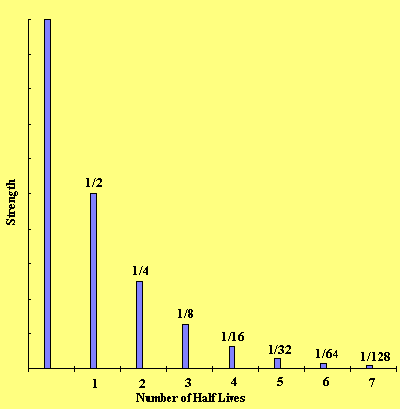 1/2
1/4
1/8
1/16
1/32
1/64
1/128
Strength
1 2 3 4 5 6 7
Number of Half Lives